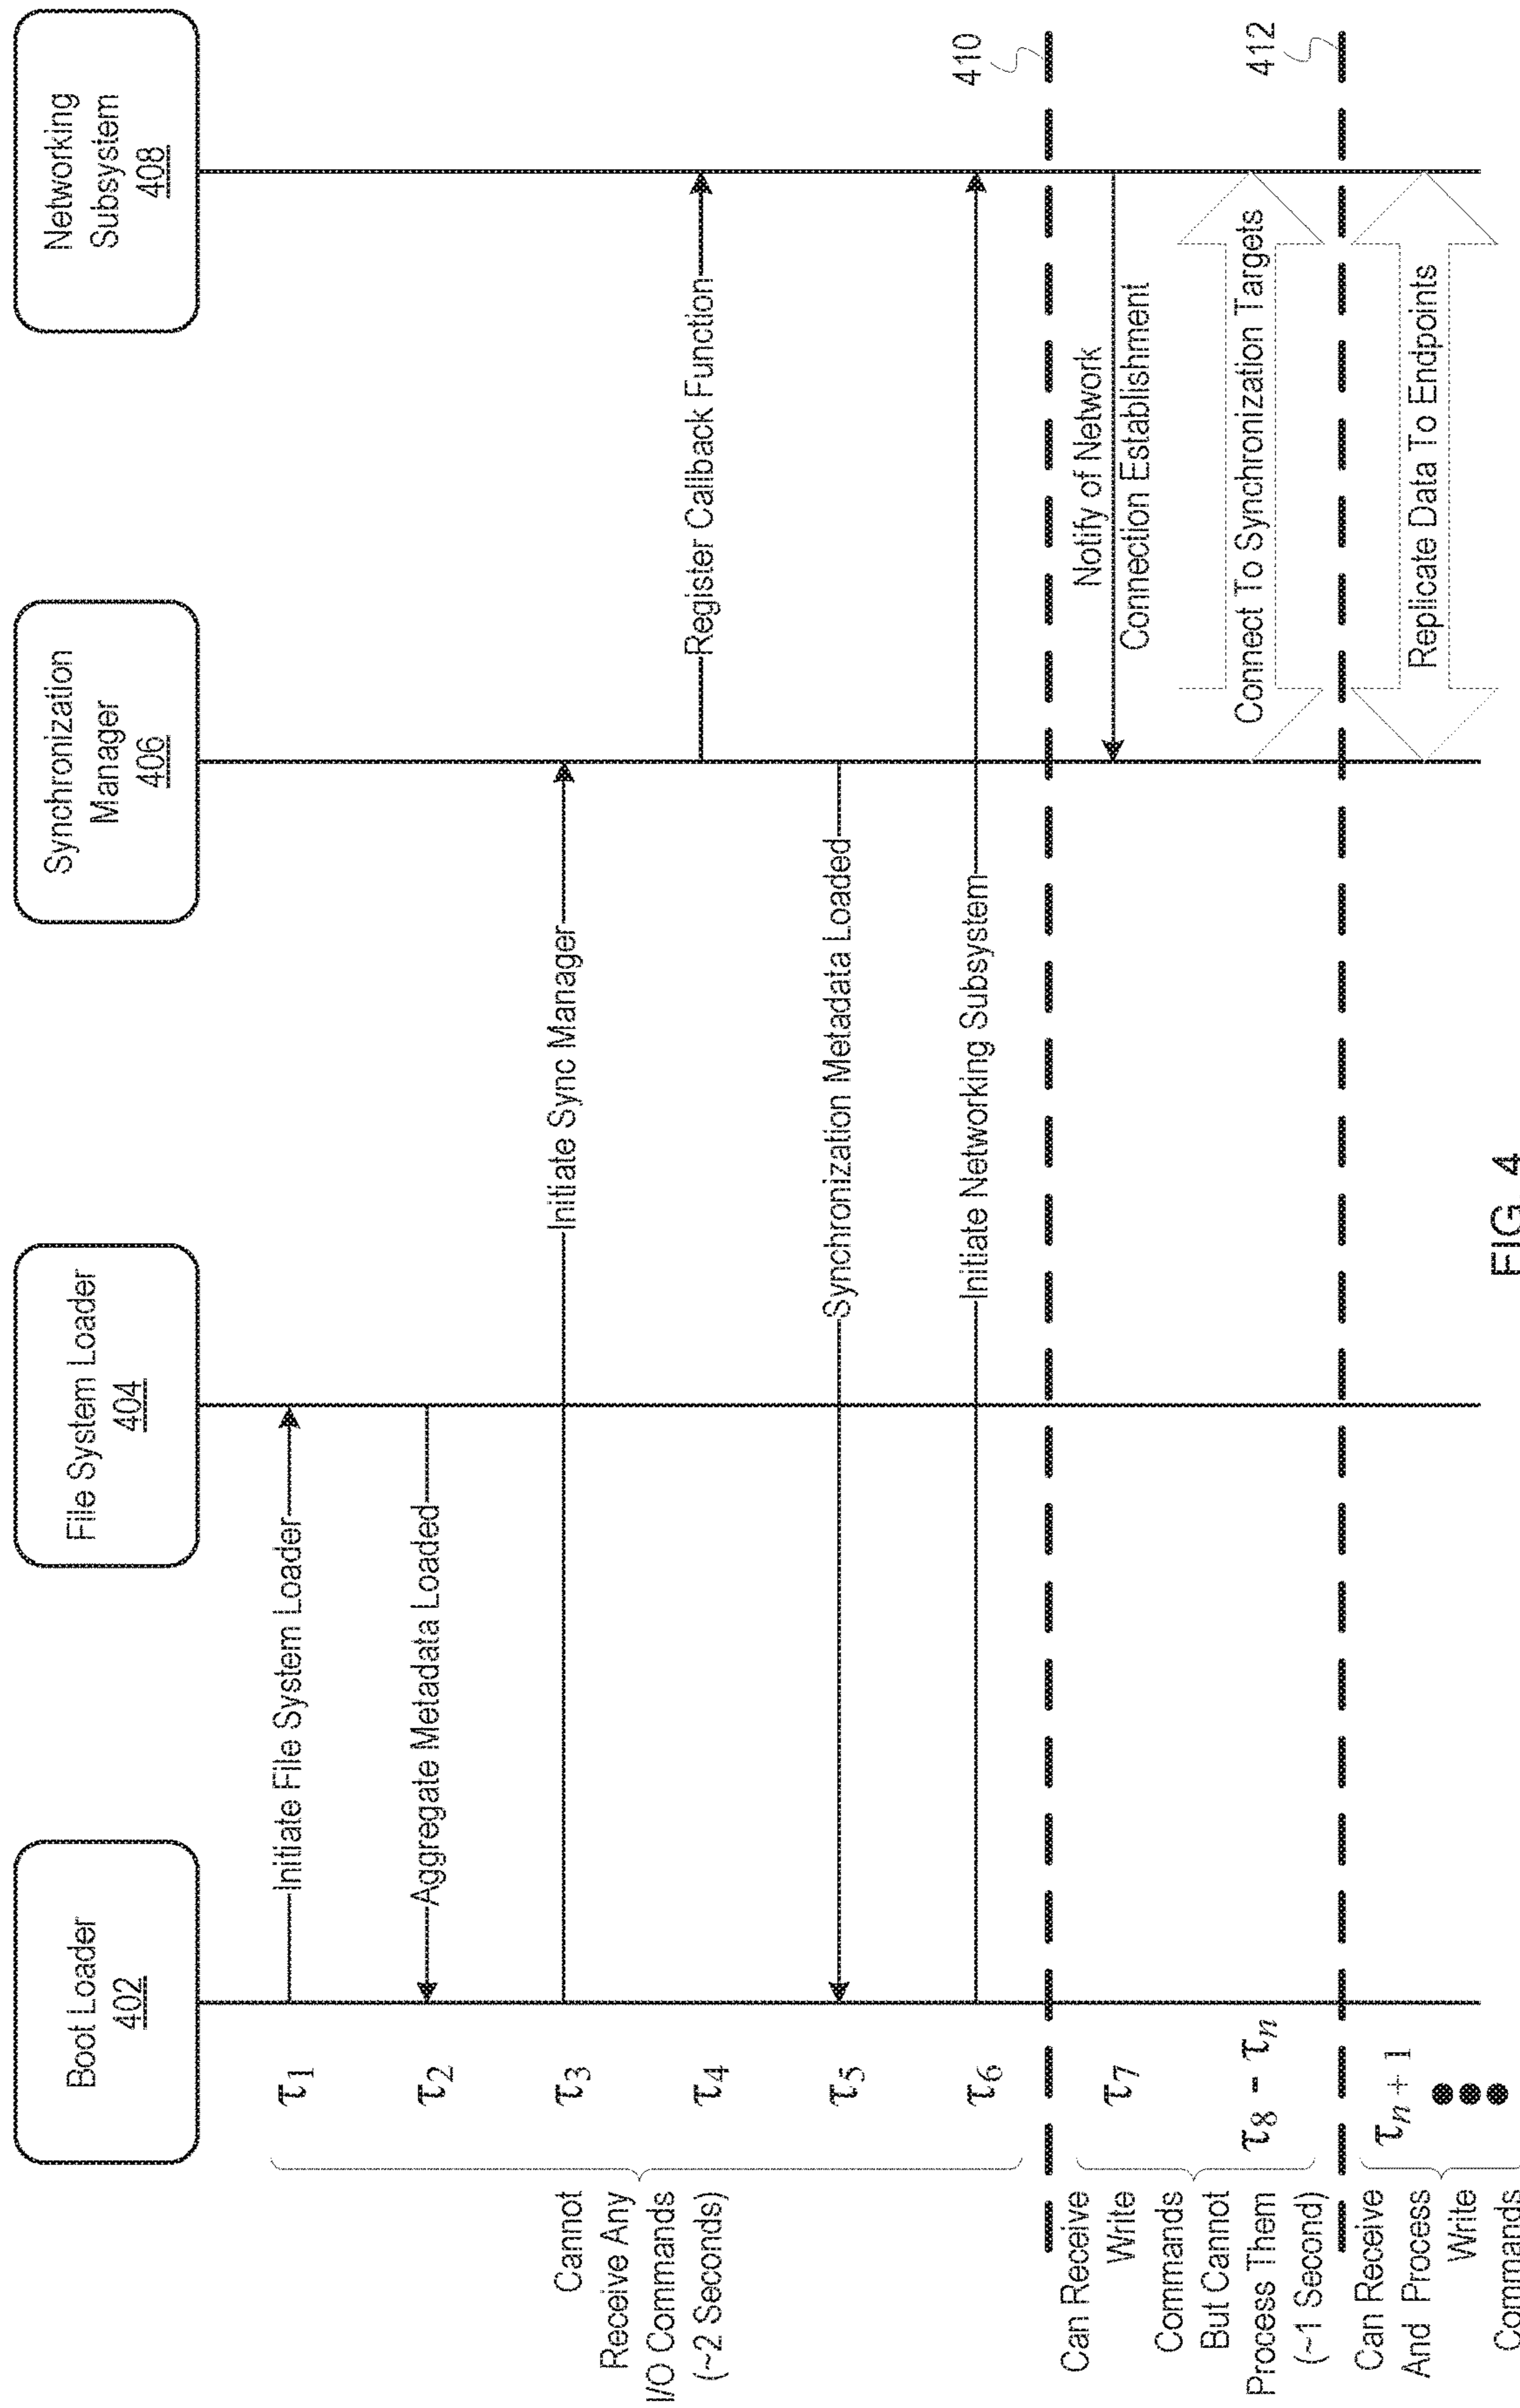 Boot Loader
402
File System Loader
404
Synchronization
Manager
406
Networking
Subsystem
408
τ1
Initiate File System Loader
τ2
Aggregate Metadata Loaded
Cannot
Receive Any
I/O Commands
(~2 Seconds)
τ3
Initiate Sync Manager
τ4
Register Callback Function
τ5
Synchronization Metadata Loaded
τ6
Initiate Networking Subsystem
410
Can Receive
Write
Commands
But Cannot
Process Them
(~1 Second)
τ7
Notify of Network
Connection Establishment
τ8 - τn
Connect To Synchronization Targets
412
Can Receive
And Process
Write
Commands
τn + 1
Replicate Data To Endpoints
FIG. 4